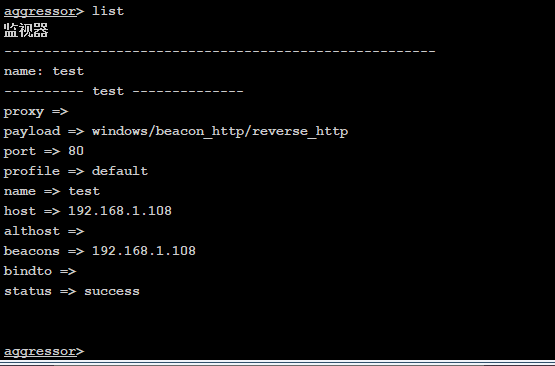 aggressor> list
监视器
------------------------------------------------------
name: test
---------- test --------------
proxy =>
payload => windows/beacon_http/reverse_http
port => 80
profile => default
name => test
host => 192.168.1.108
althost =>
beacons => 192.168.1.108
bindto =>
status => success
aggressor>